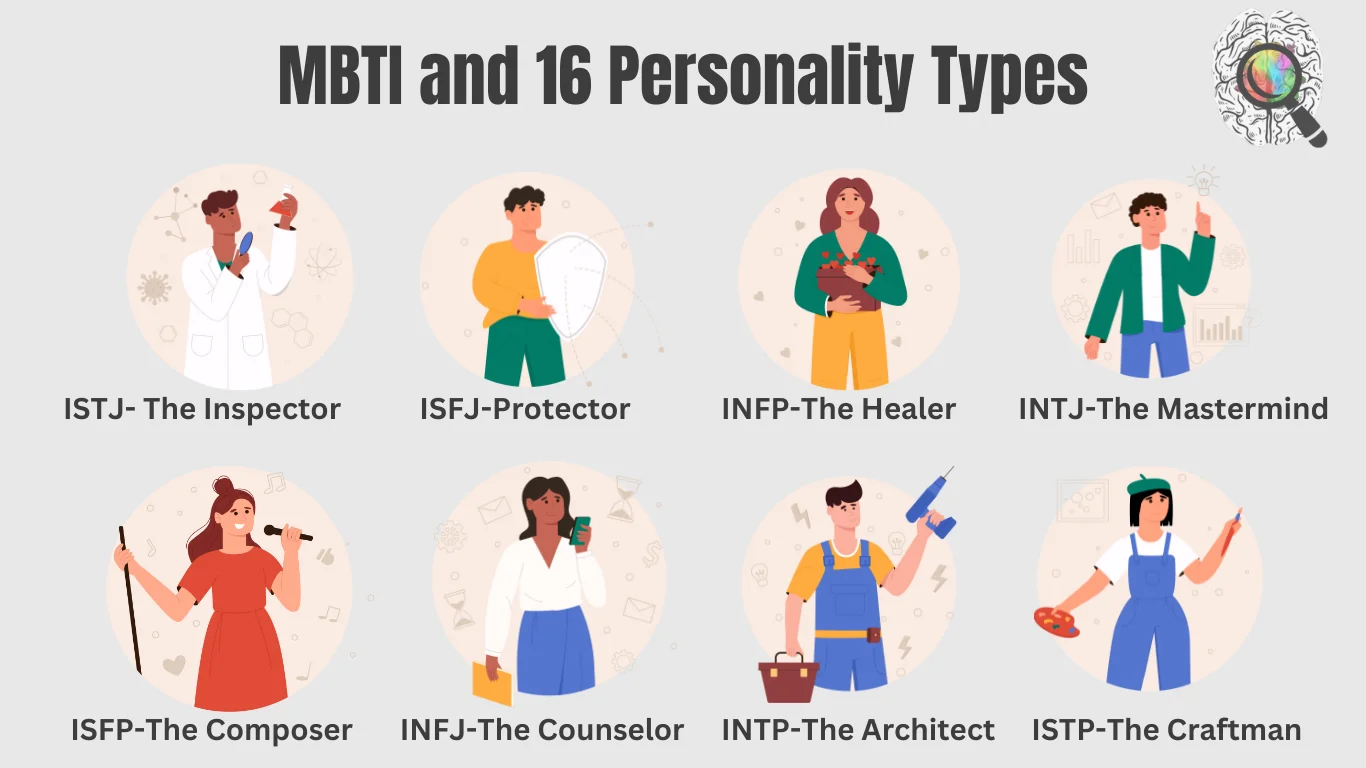 MBTI and 16 Personality Types
ISTJ- The Inspector
ISFJ-Protector
INFP-The Healer
INTJ-The Mastermind
ISFP-The Composer
INFJ-The Counselor
INTP-The Architect
ISTP-The Craftman